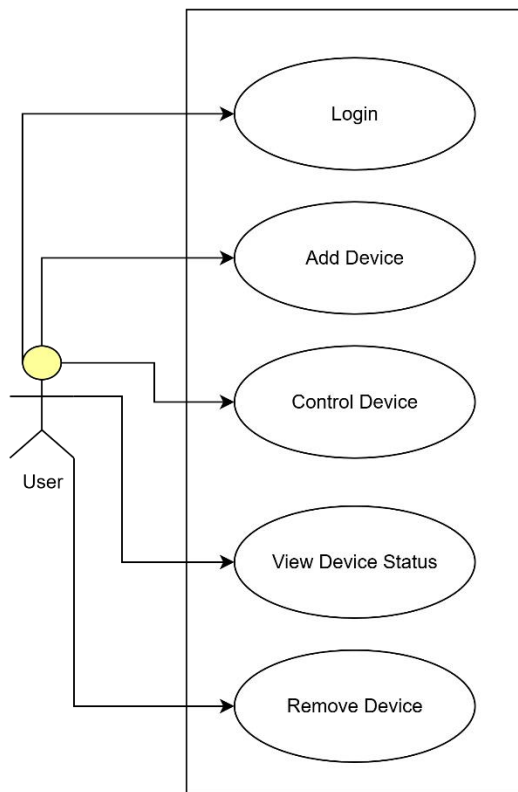 Login
Add Device
Control Device
User
View Device Status
Remove Device